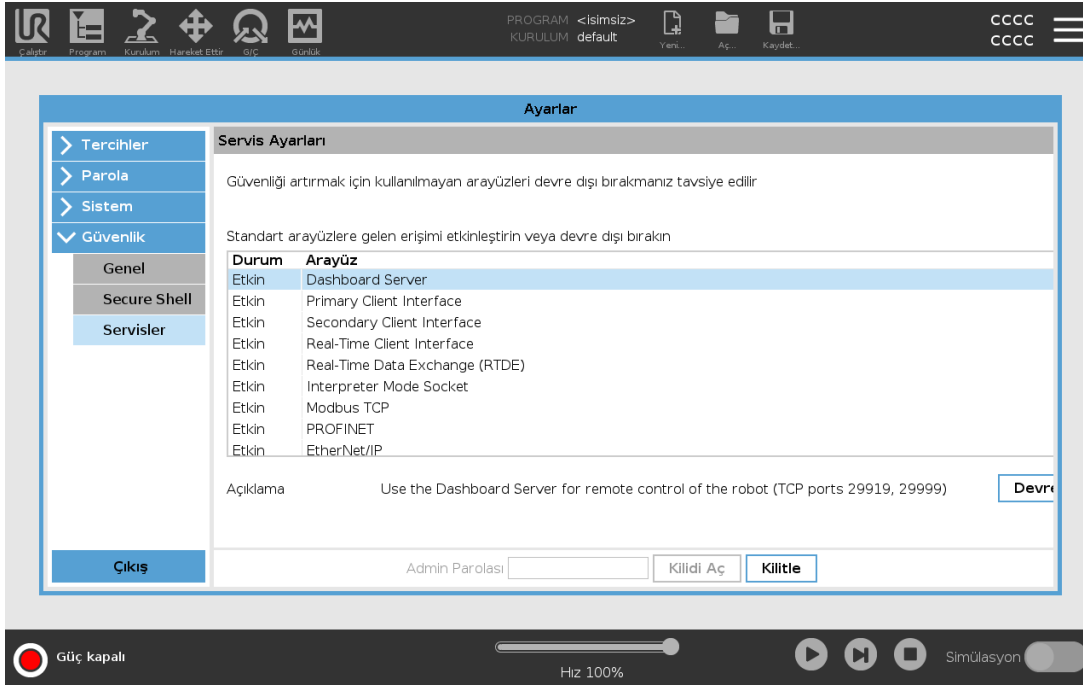 UR
PROGRAM <isimsiz>
KURULUM default
CCCC
CCCC
Çalıştır Program Kurulum Hareket Ettir G/Ç Günlük Yeni... Aç... Kaydet...
Ayarlar
Tercihler
Parola
Sistem
Güvenlik
Genel
Secure Shell
Servisler
Çıkış
Servis Ayarları
Güvenliği artırmak için kullanılmayan arayüzleri devre dışı bırakmanız tavsiye edilir
Standart arayüzlere gelen erişimi etkinleştirin veya devre dışı bırakın
Durum Arayüz
Etkin Dashboard Server
Etkin Primary Client Interface
Etkin Secondary Client Interface
Etkin Real-Time Client Interface
Etkin Real-Time Data Exchange (RTDE)
Etkin Interpreter Mode Socket
Etkin Modbus TCP
Etkin PROFINET
Etkin EtherNet/IP
Açıklama Use the Dashboard Server for remote control of the robot (TCP ports 29919, 29999) Devre
Admin Parolası Kilidi Aç Kilitle
Güç kapalı
Hız 100%
Simülasyon